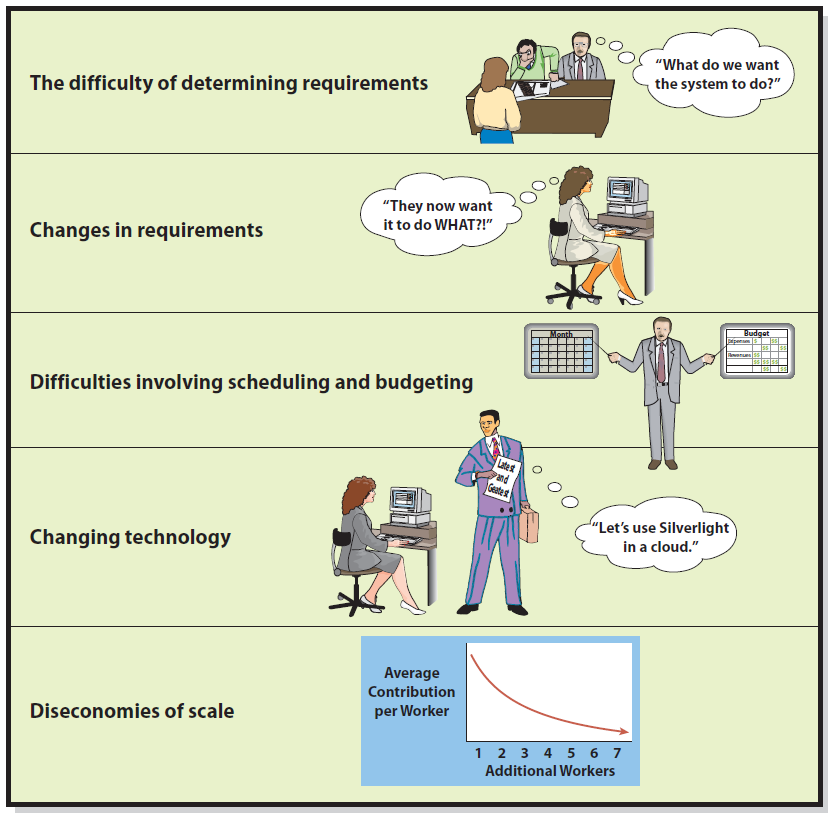 The difficulty of determining requirements
“What do we want
the system to do?”
“They now want
it to do WHAT?!”
Changes in requirements
Month
Budget
Expenses $ $$
$$ $$
Revenues $$
$$ $$ $$
$$ $$
Difficulties involving scheduling and budgeting
Latest
and
Geatest
Changing technology
“Let’s use Silverlight
in a cloud.”
Diseconomies of scale
Average
Contribution
per Worker
1 2 3 4 5 6 7
Additional Workers